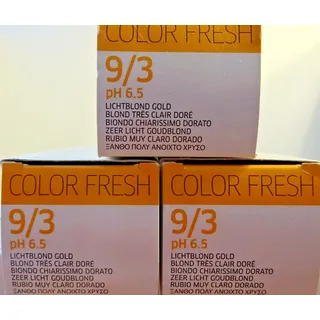 COLOR FRESH
9/3
pH 6.5
LICHTBLOND GOLD
BLOND TRÈS CLAIR DORÉ
BIONDO CHIARISSIMO DORATO
ZEER LICHT GOUDBLOND
RUBIO MUY CLARO DORADO
ΞΑΝΘΟ ΠΟΛΥ ΑΝΟΙΧΤΟ ΧΡΥΣΟ
COLOR FRESH
9/3
pH 6.5
LICHTBLOND GOLD
BLOND TRÈS CLAIR DORÉ
BIONDO CHIARISSIMO DORATO
ZEER LICHT GOUDBLOND
RUBIO MUY CLARO DORADO
ΞΑΝΘΟ ΠΟΛΥ ΑΝΟΙΧΤΟ ΧΡΥΣΟ
COLOR FRESH
9/3
pH 6.5
LICHTBLOND GOLD
BLOND TRÈS CLAIR DORÉ
BIONDO CHIARISSIMO DORATO
ZEER LICHT GOUDBLOND
RUBIO MUY CLARO DORADO
ΞΑΝΘΟ ΠΟΛΥ ΑΝΟΙΧΤΟ ΧΡΥΣΟ